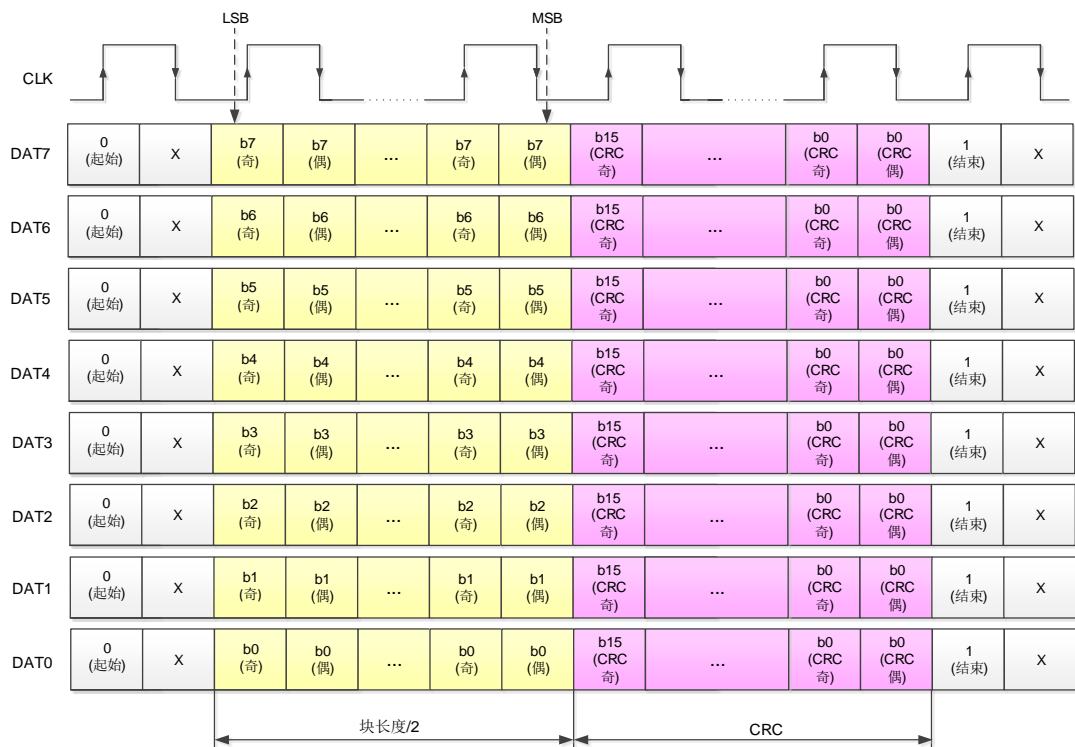 LSB
MSB
CLK
DAT7
0
(起始)
X
b7
(奇)
b7
(偶)
...
b7
(奇)
b7
(偶)
b15
(CRC
奇)
...
b0
(CRC
奇)
b0
(CRC
偶)
1
(结束)
X
DAT6
0
(起始)
X
b6
(奇)
b6
(偶)
...
b6
(奇)
b6
(偶)
b15
(CRC
奇)
...
b0
(CRC
奇)
b0
(CRC
偶)
1
(结束)
X
DAT5
0
(起始)
X
b5
(奇)
b5
(偶)
...
b5
(奇)
b5
(偶)
b15
(CRC
奇)
...
b0
(CRC
奇)
b0
(CRC
偶)
1
(结束)
X
DAT4
0
(起始)
X
b4
(奇)
b4
(偶)
...
b4
(奇)
b4
(偶)
b15
(CRC
奇)
...
b0
(CRC
奇)
b0
(CRC
偶)
1
(结束)
X
DAT3
0
(起始)
X
b3
(奇)
b3
(偶)
...
b3
(奇)
b3
(偶)
b15
(CRC
奇)
...
b0
(CRC
奇)
b0
(CRC
偶)
1
(结束)
X
DAT2
0
(起始)
X
b2
(奇)
b2
(偶)
...
b2
(奇)
b2
(偶)
b15
(CRC
奇)
...
b0
(CRC
奇)
b0
(CRC
偶)
1
(结束)
X
DAT1
0
(起始)
X
b1
(奇)
b1
(偶)
...
b1
(奇)
b1
(偶)
b15
(CRC
奇)
...
b0
(CRC
奇)
b0
(CRC
偶)
1
(结束)
X
DAT0
0
(起始)
X
b0
(奇)
b0
(偶)
...
b0
(奇)
b0
(偶)
b15
(CRC
奇)
...
b0
(CRC
奇)
b0
(CRC
偶)
1
(结束)
X
块长度/2
CRC